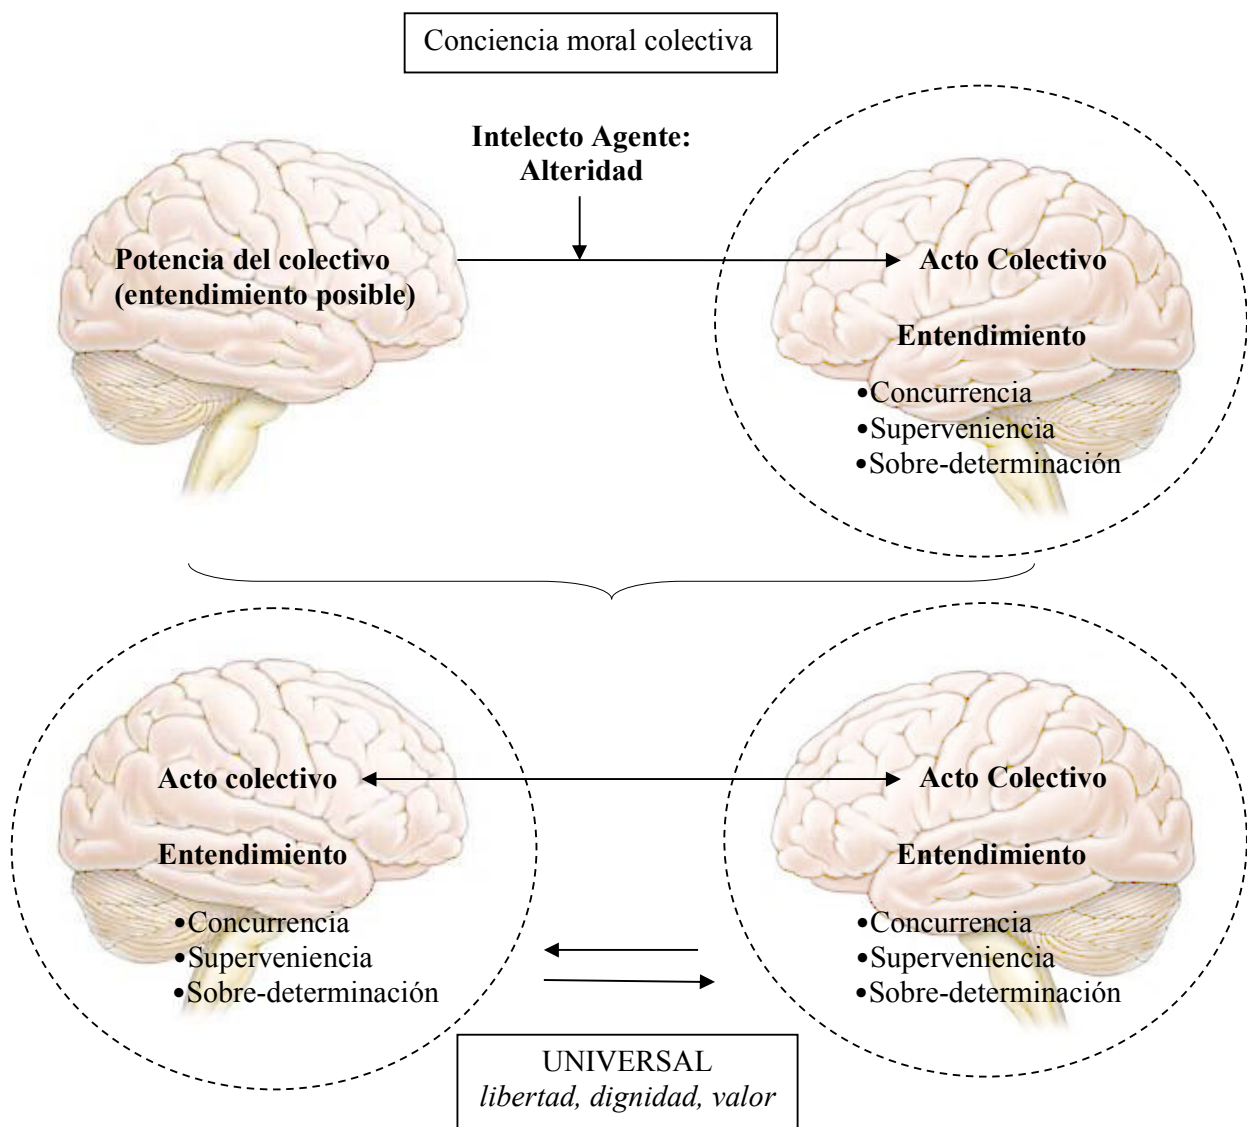 Conciencia moral colectiva
Intelecto Agente:
Alteridad
Potencia del colectivo
(entendimiento posible)
Acto Colectivo
Entendimiento
•Concurrencia
•Superveniencia
•Sobre-determinación
Acto colectivo
Entendimiento
•Concurrencia
•Superveniencia
•Sobre-determinación
Acto Colectivo
Entendimiento
•Concurrencia
•Superveniencia
•Sobre-determinación
UNIVERSAL
libertad, dignidad, valor